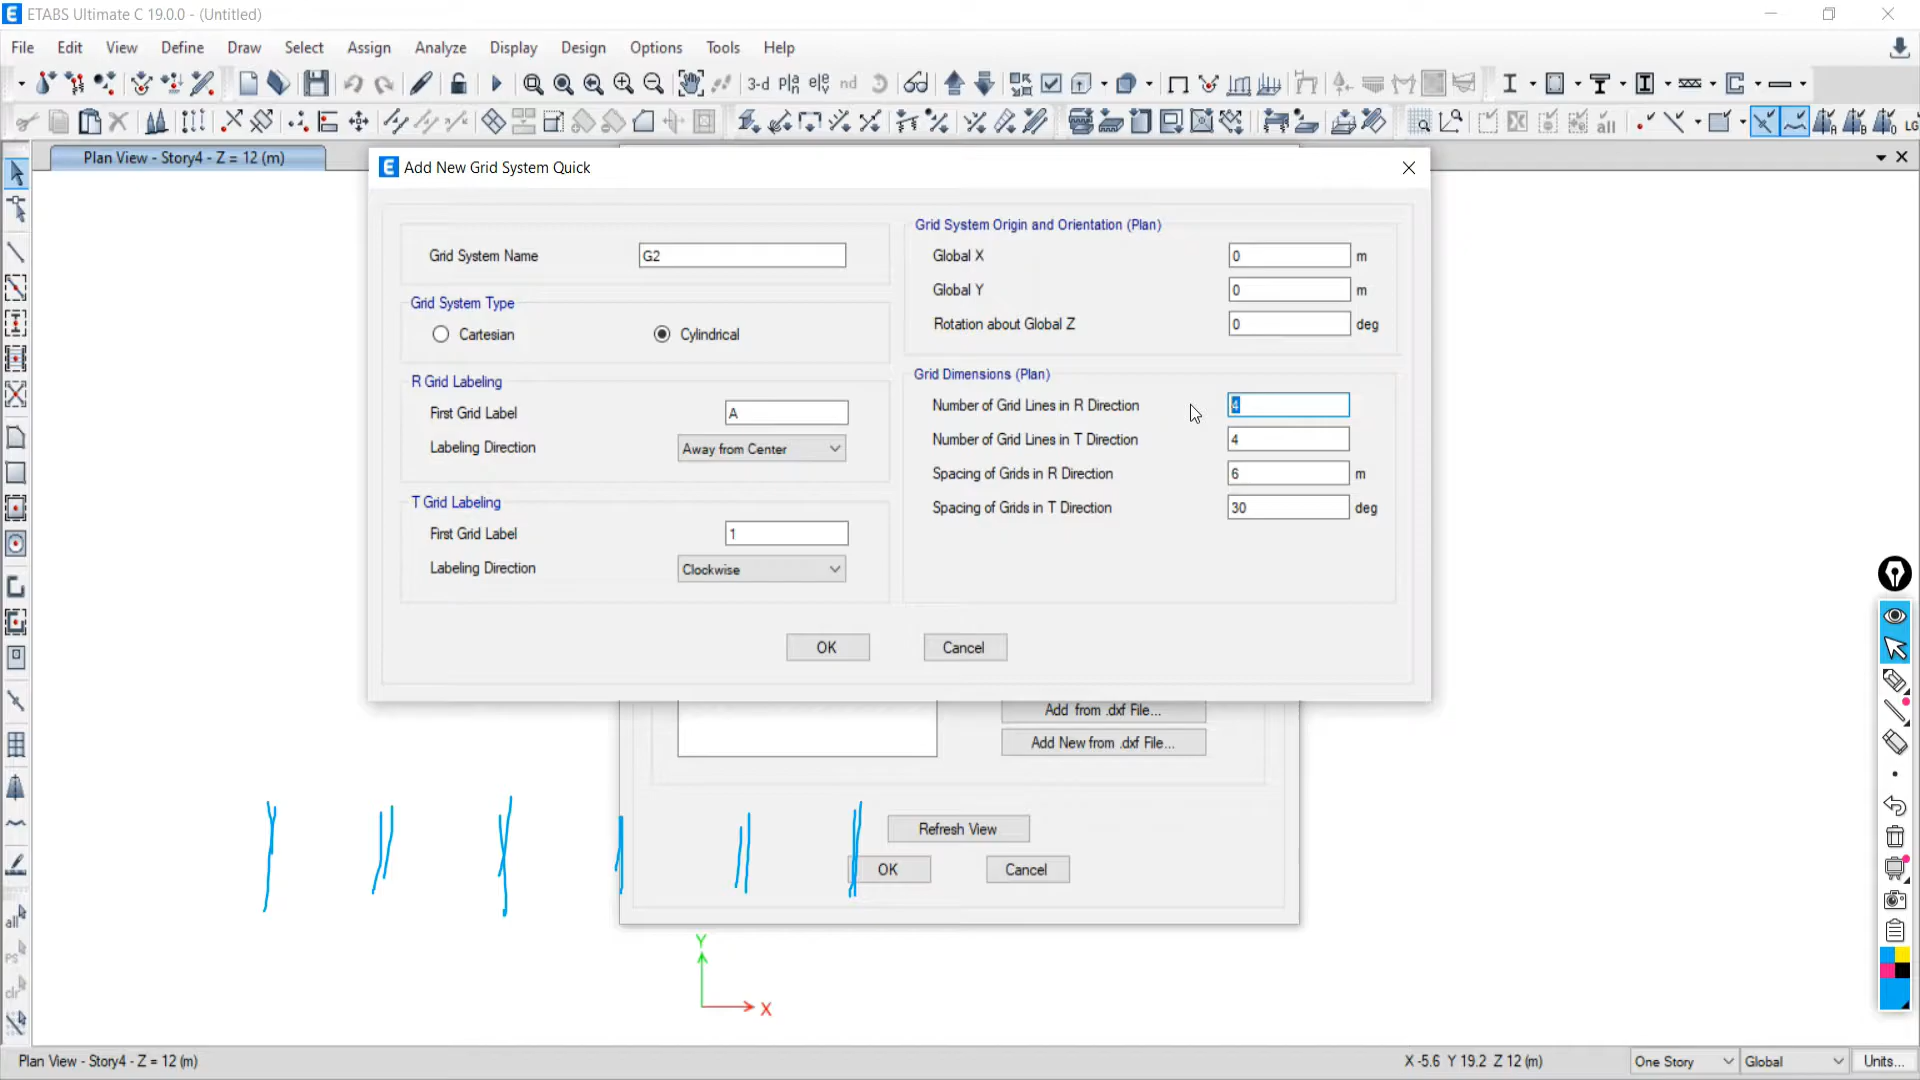 ETABS Ultimate C 19.0.0 - (Untitled)
File Edit View Define Draw Select Assign Analyze Display Design Options Tools Help
3-d nd
all
Plan View - Story4 - Z = 12 (m)
Add New Grid System Quick
Grid System Name G2
Grid System Type
Cartesian Cylindrical
R Grid Labeling
First Grid Label A
Labeling Direction Away from Center
T Grid Labeling
First Grid Label 1
Labeling Direction Clockwise
Grid System Origin and Orientation (Plan)
Global X 0 m
Global Y 0 m
Rotation about Global Z 0 deg
Grid Dimensions (Plan)
Number of Grid Lines in R Direction 4
Number of Grid Lines in T Direction 4
Spacing of Grids in R Direction 6 m
Spacing of Grids in T Direction 30 deg
OK Cancel
Add from .dxf File...
Add New from .dxf File...
Refresh View
OK Cancel
all
PS
clr
Y
X
Plan View - Story4 - Z = 12 (m) X -5.6 Y 19.2 Z 12 (m) One Story Global Units...